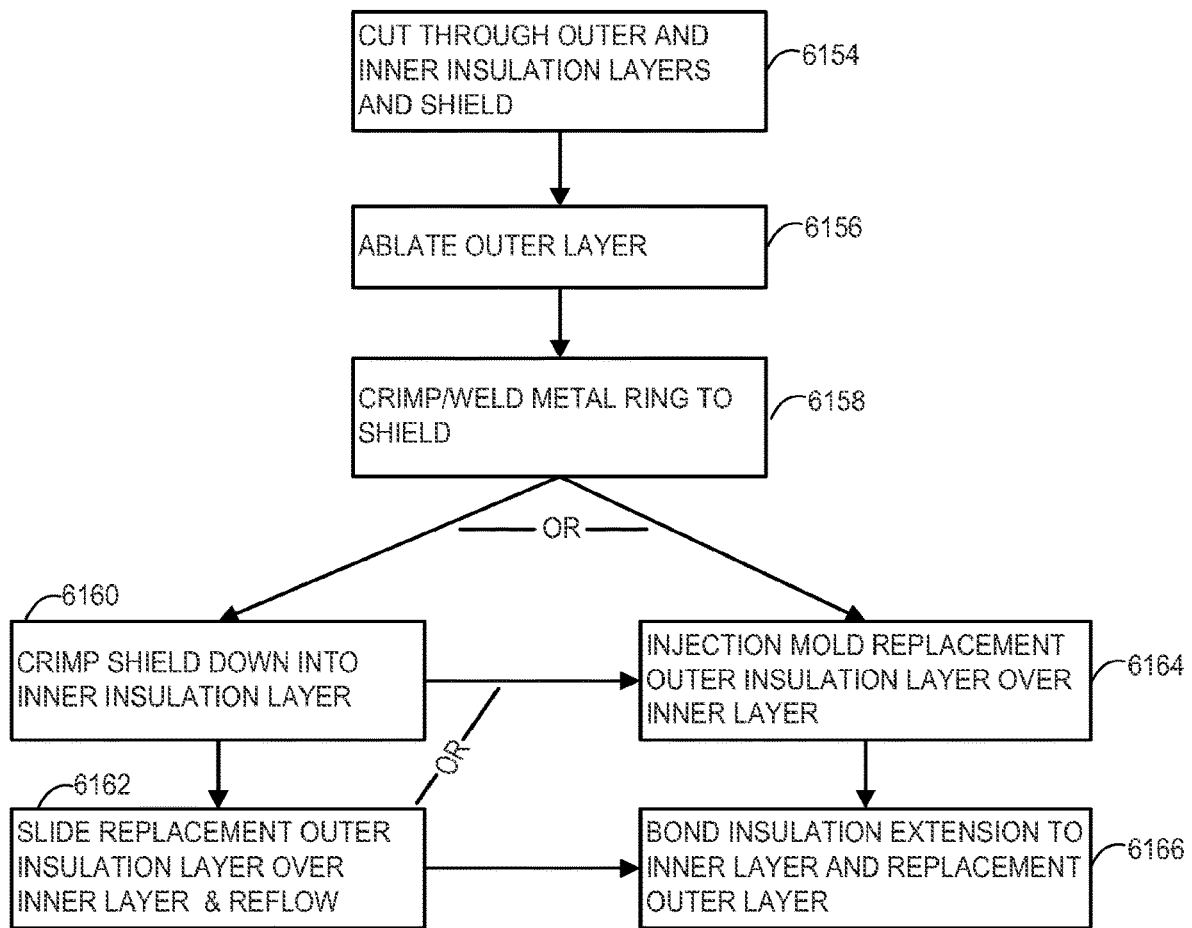 CUT THROUGH OUTER AND
INNER INSULATION LAYERS
AND SHIELD
6154
ABLATE OUTER LAYER
6156
CRIMP/WELD METAL RING TO
SHIELD
6158
OR
6160
CRIMP SHIELD DOWN INTO
INNER INSULATION LAYER
INJECTION MOLD REPLACEMENT
OUTER INSULATION LAYER OVER
INNER LAYER
6164
OR
6162
SLIDE REPLACEMENT OUTER
INSULATION LAYER OVER
INNER LAYER & REFLOW
BOND INSULATION EXTENSION TO
INNER LAYER AND REPLACEMENT
OUTER LAYER
6166